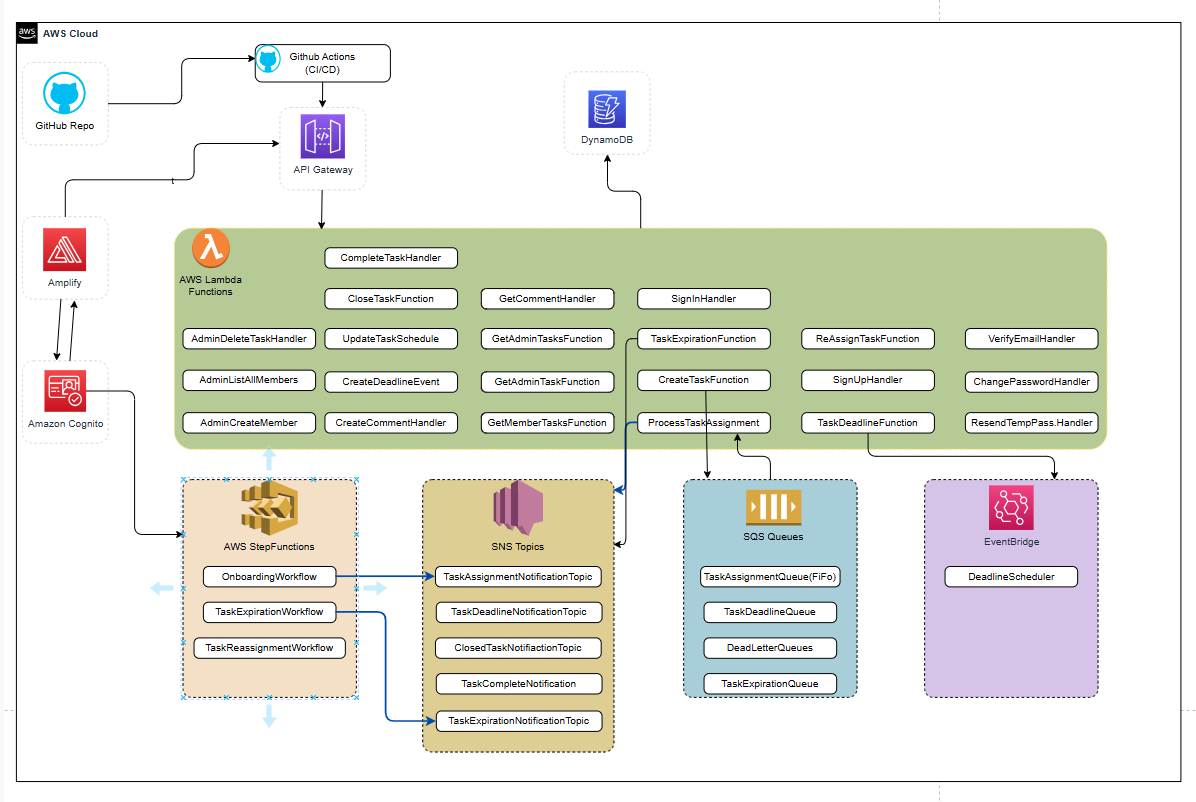 aws
AWS Cloud
Github Actions
(CI/CD)
GitHub Repo
DynamoDB
API Gateway
t
Amplify
Amazon Cognito
AWS Lambda
Functions
CompleteTaskHandler
CloseTaskFunction
GetCommentHandler
SignInHandler
AdminDeleteTaskHandler
UpdateTaskSchedule
GetAdminTasksFunction
TaskExpirationFunction
ReAssignTaskFunction
VerifyEmailHandler
AdminListAllMembers
CreateDeadlineEvent
GetAdminTaskFunction
CreateTaskFunction
SignUpHandler
ChangePasswordHandler
AdminCreateMember
CreateCommentHandler
GetMemberTasksFunction
ProcessTaskAssignment
TaskDeadlineFunction
ResendTempPass.Handler
AWS StepFunctions
OnboardingWorkflow
TaskExpirationWorkflow
TaskReassignmentWorkflow
SNS Topics
TaskAssignmentNotificationTopic
TaskDeadlineNotificationTopic
ClosedTaskNotifiactionTopic
TaskCompleteNotification
TaskExpirationNotificationTopic
SQS Queues
TaskAssignmentQueue(FiFo)
TaskDeadlineQueue
DeadLetterQueues
TaskExpirationQueue
EventBridge
DeadlineScheduler